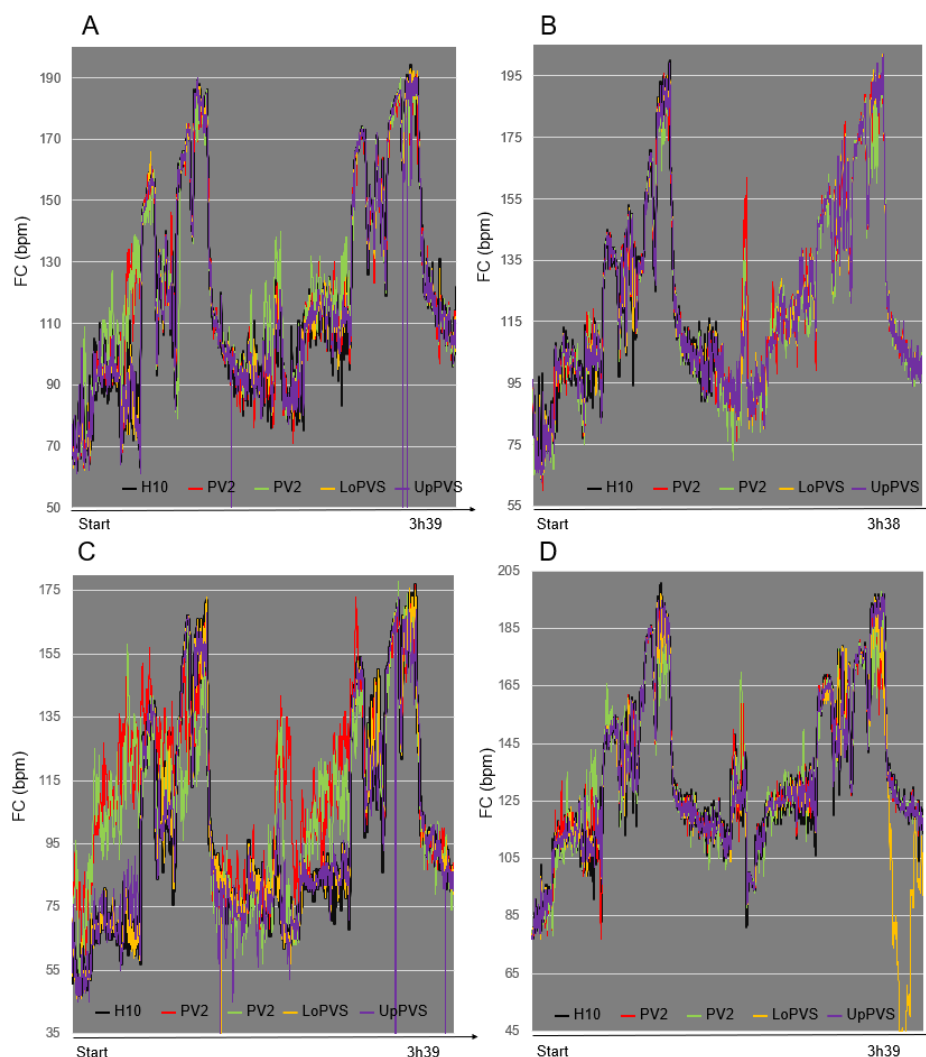 A
FC (bpm)
190
170
150
130
110
90
70
50
H10 PV2 PV2 LoPVS UpPVS
Start 3h39
B
FC (bpm)
195
175
155
135
115
95
75
55
H10 PV2 PV2 LoPVS UpPVS
Start 3h38
C
FC (bpm)
175
155
135
115
95
75
55
35
H10 PV2 PV2 LoPVS UpPVS
Start 3h39
D
FC (bpm)
205
185
165
145
125
105
85
65
45
H10 PV2 PV2 LoPVS UpPVS
Start 3h39